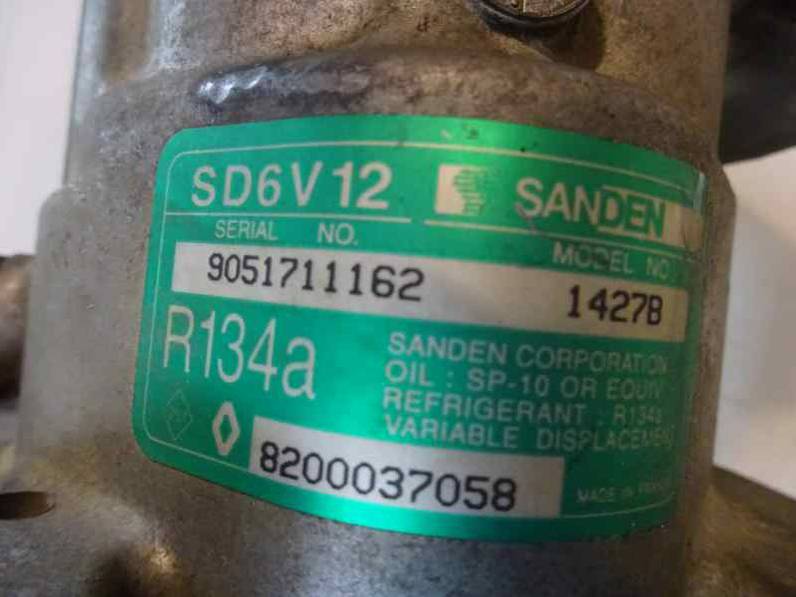 SD6V12 SANDEN
SERIAL NO. MODEL NO
9051711162 1427B
R134a
SANDEN CORPORATION
OIL : SP-10 OR EQUIV
REFRIGERANT : R134a
VARIABLE DISPLACEMENT
8200037058
MADE IN